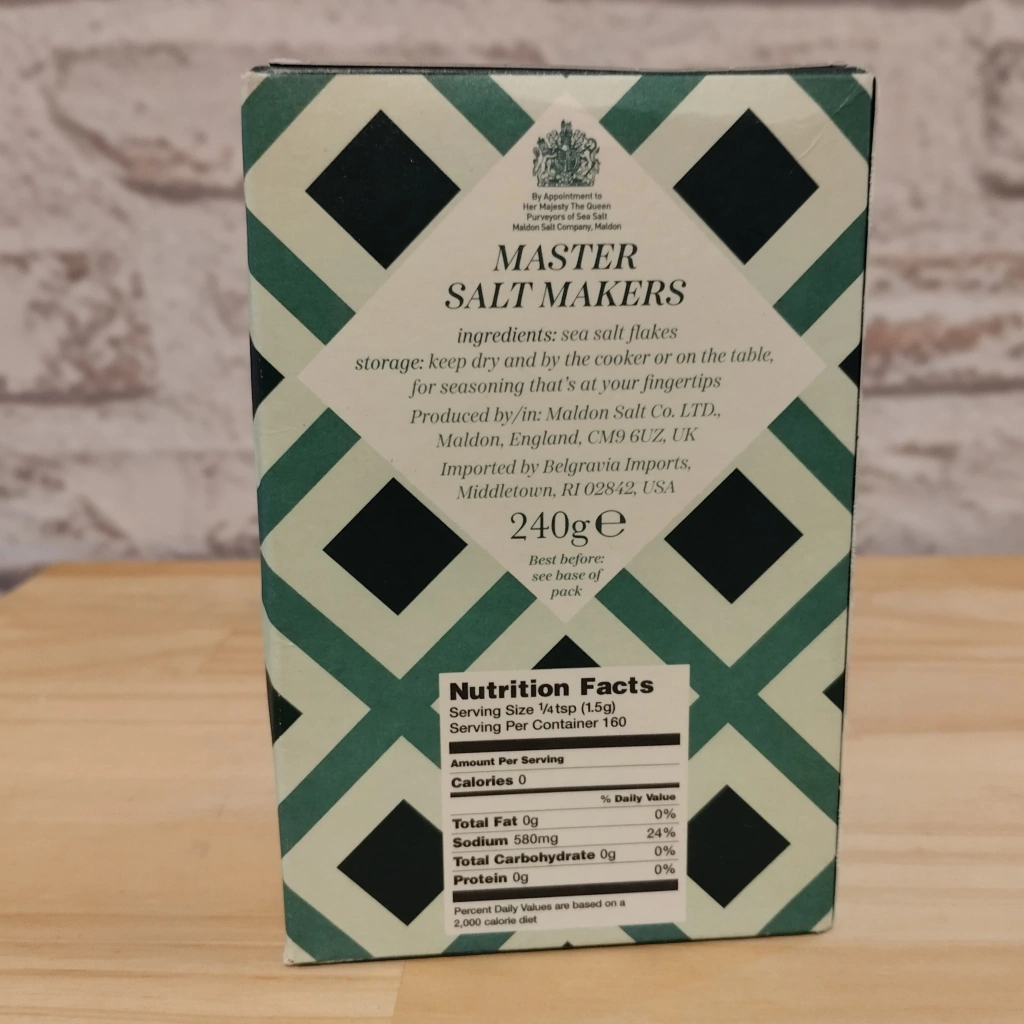 By Appointment to
Her Majesty The Queen
Purveyors of Sea Salt
Maldon Salt Company, Maldon
MASTER
SALT MAKERS
ingredients: sea salt flakes
storage: keep dry and by the cooker or on the table,
for seasoning that's at your fingertips
Produced by/in: Maldon Salt Co. LTD.,
Maldon, England, CM9 6UZ, UK
Imported by Belgravia Imports,
Middletown, RI 02842, USA
240g ℮
Best before:
see base of
pack
Nutrition Facts
Serving Size 1/4 tsp (1.5g)
Serving Per Container 160
Amount Per Serving
Calories 0
% Daily Value
Total Fat 0g 0%
Sodium 580mg 24%
Total Carbohydrate 0g 0%
Protein 0g 0%
Percent Daily Values are based on a
2,000 calorie diet